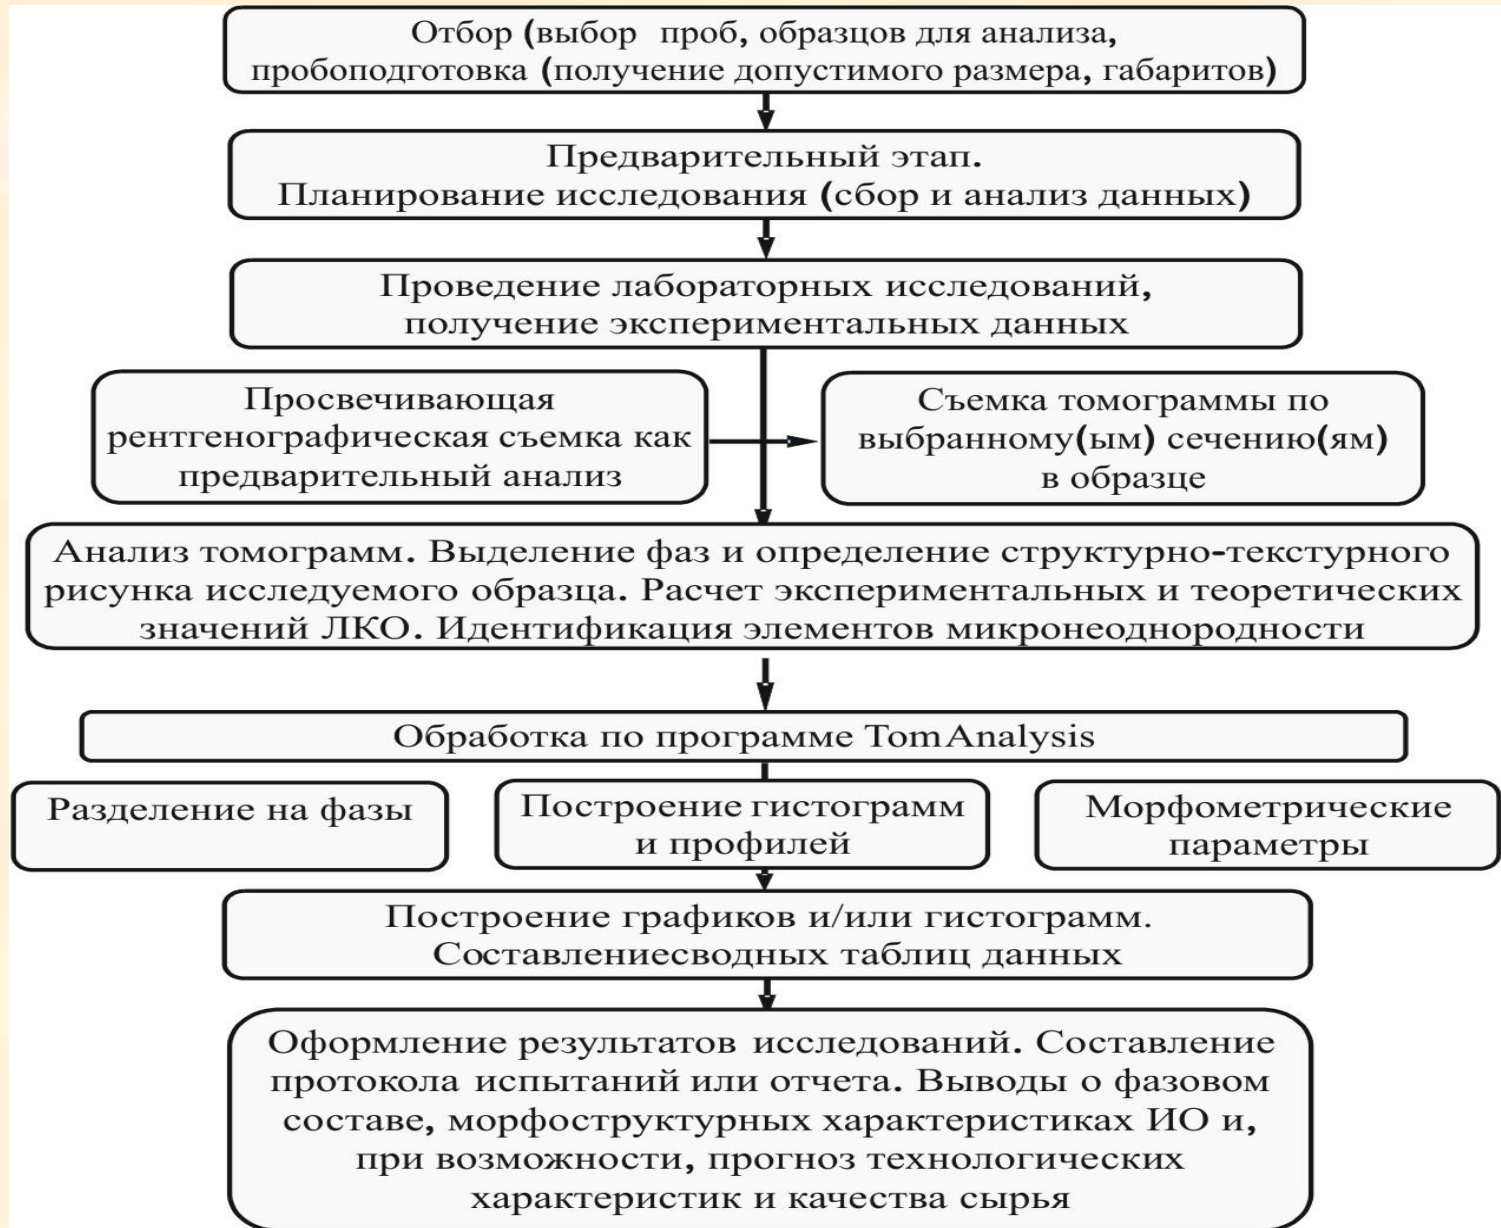 Отбор (выбор проб, образцов для анализа,
пробоподготовка (получение допустимого размера, габаритов)
Предварительный этап.
Планирование исследования (сбор и анализ данных)
Проведение лабораторных исследований,
получение экспериментальных данных
Просвечивающая
рентгенографическая съемка как
предварительный анализ
Съемка томограммы по
выбранному(ым) сечению(ям)
в образце
Анализ томограмм. Выделение фаз и определение структурно-текстурного
рисунка исследуемого образца. Расчет экспериментальных и теоретических
значений ЛКО. Идентификация элементов микронеоднородности
Обработка по программе TomAnalysis
Разделение на фазы
Построение гистограмм
и профилей
Морфометрические
параметры
Построение графиков и/или гистограмм.
Составлениесводных таблиц данных
Оформление результатов исследований. Составление
протокола испытаний или отчета. Выводы о фазовом
составе, морфоструктурных характеристиках ИО и,
при возможности, прогноз технологических
характеристик и качества сырья